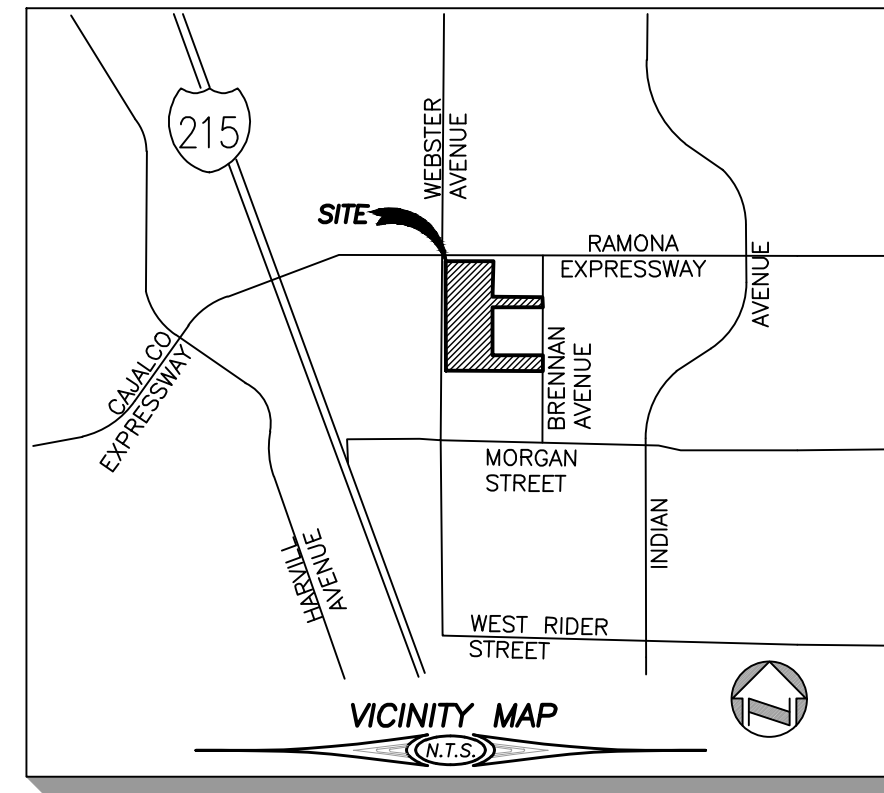 WEBSTER
AVENUE
215
SITE
RAMONA
EXPRESSWAY
AVENUE
CAJALCO
EXPRESSWAY
BRENNAN
AVENUE
MORGAN
STREET
INDIAN
HARVILL
AVENUE
WEST RIDER
STREET
VICINITY MAP
N.T.S.
N